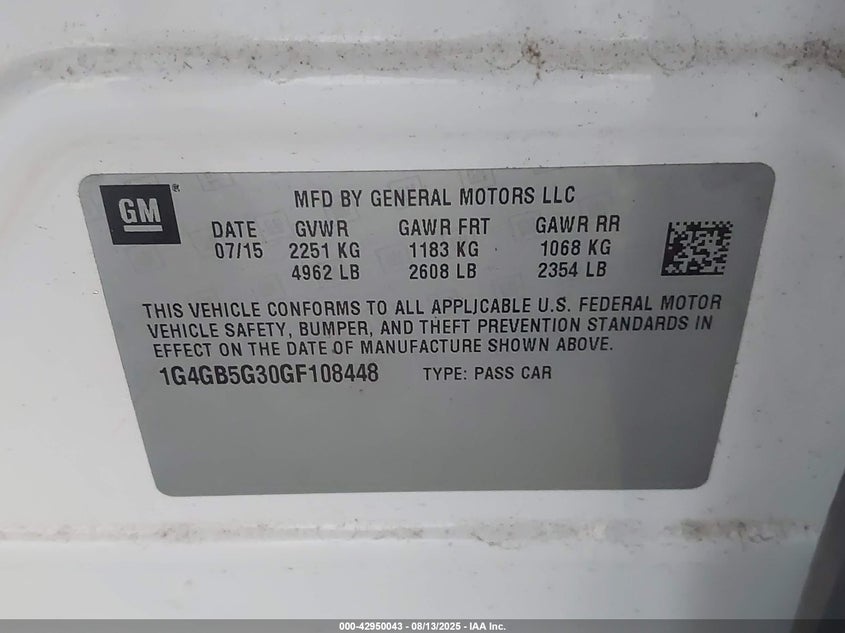 GM®
MFD BY GENERAL MOTORS LLC
DATE GVWR GAWR FRT GAWR RR
07/15 2251 KG 1183 KG 1068 KG
4962 LB 2608 LB 2354 LB
THIS VEHICLE CONFORMS TO ALL APPLICABLE U.S. FEDERAL MOTOR
VEHICLE SAFETY, BUMPER, AND THEFT PREVENTION STANDARDS IN
EFFECT ON THE DATE OF MANUFACTURE SHOWN ABOVE.
1G4GB5G30GF108448 TYPE: PASS CAR
000-42950043 - 08/13/2025 - IAA Inc.